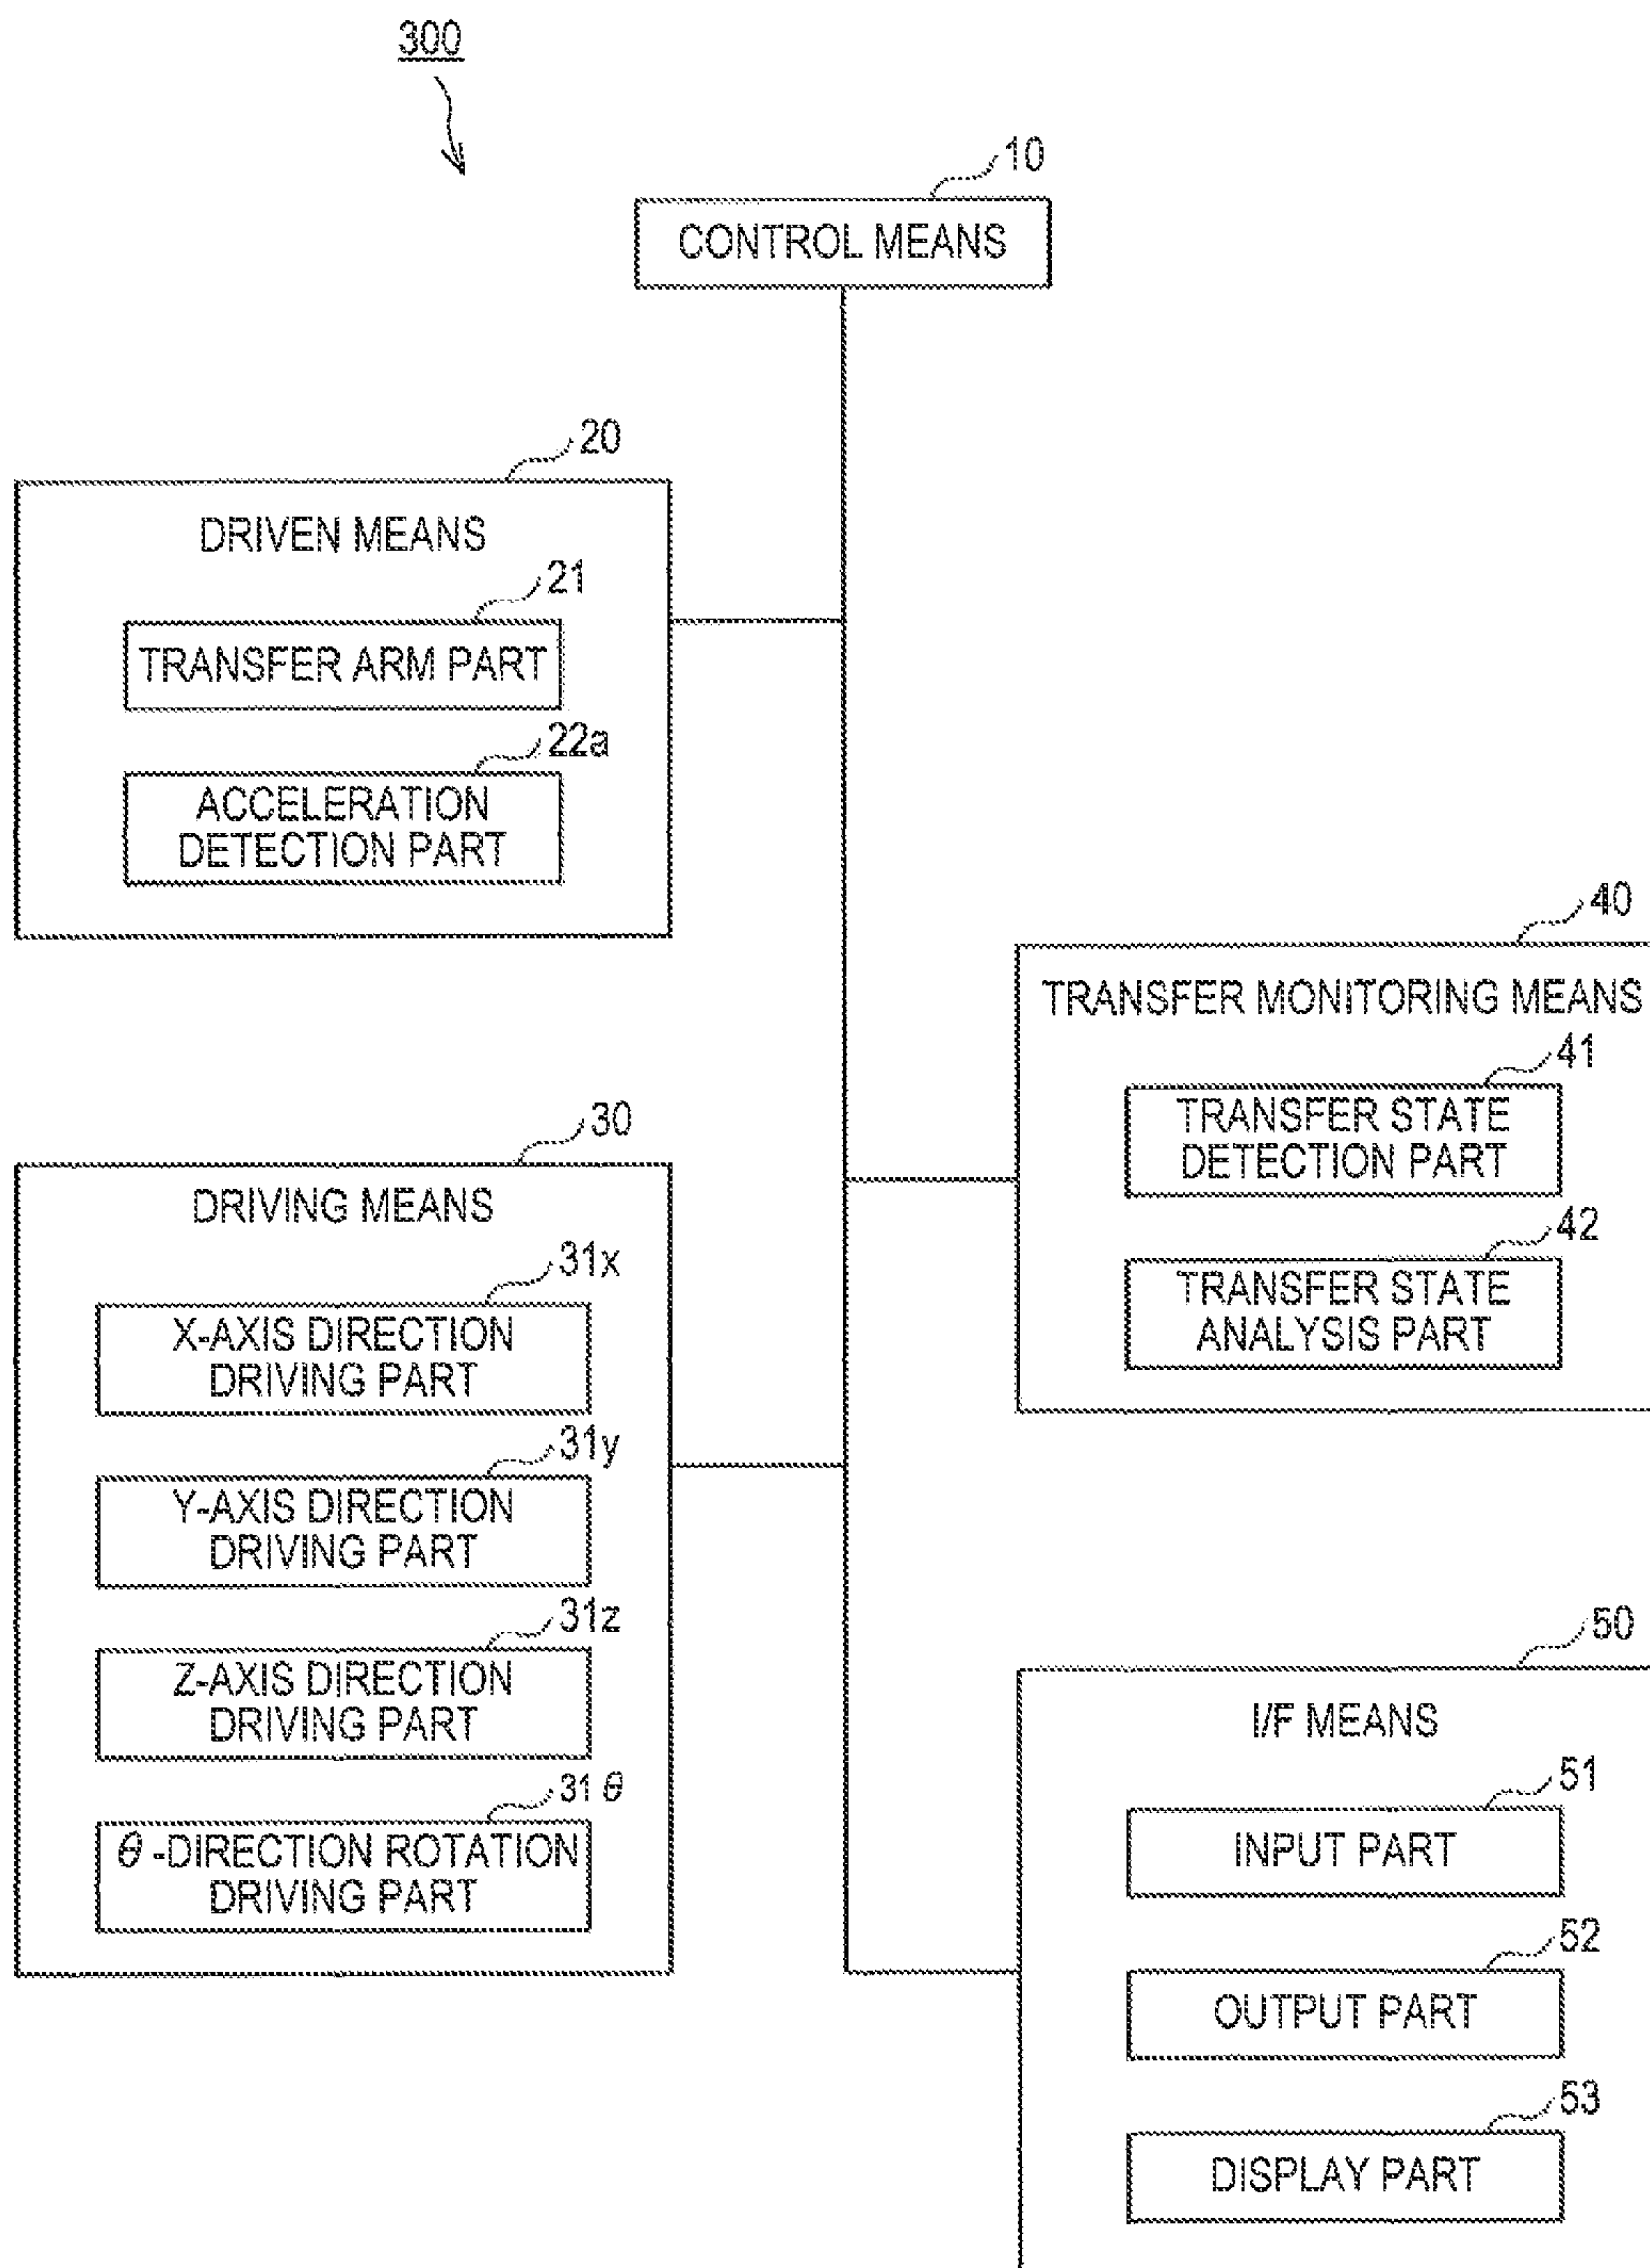 300
10
CONTROL MEANS
20
DRIVEN MEANS
21
TRANSFER ARM PART
22a
ACCELERATION
DETECTION PART
30
DRIVING MEANS
31x
X-AXIS DIRECTION
DRIVING PART
31y
Y-AXIS DIRECTION
DRIVING PART
31z
Z-AXIS DIRECTION
DRIVING PART
31θ
θ-DIRECTION ROTATION
DRIVING PART
40
TRANSFER MONITORING MEANS
41
TRANSFER STATE
DETECTION PART
42
TRANSFER STATE
ANALYSIS PART
50
I/F MEANS
51
INPUT PART
52
OUTPUT PART
53
DISPLAY PART